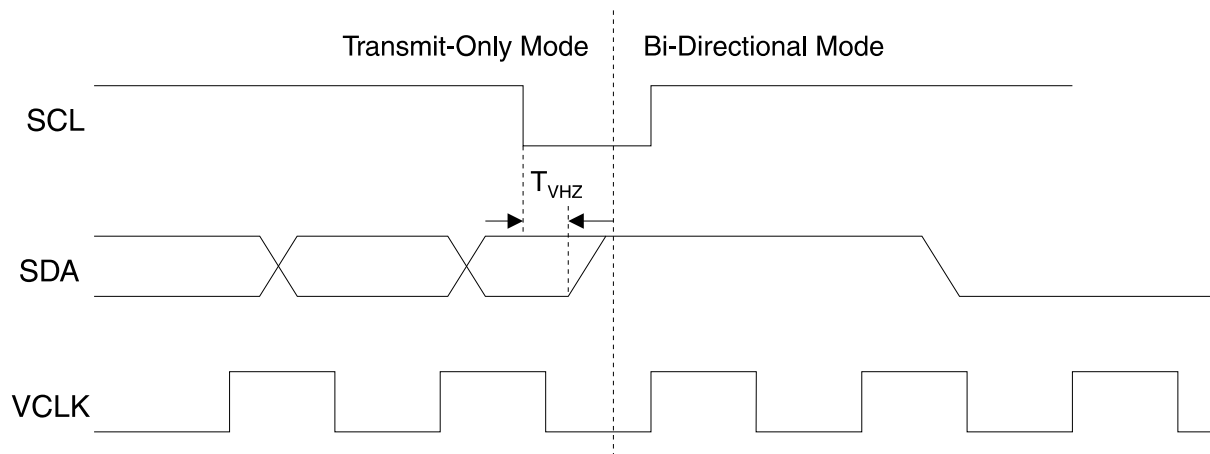 Transmit-Only Mode
Bi-Directional Mode
SCL
TVHZ
SDA
VCLK